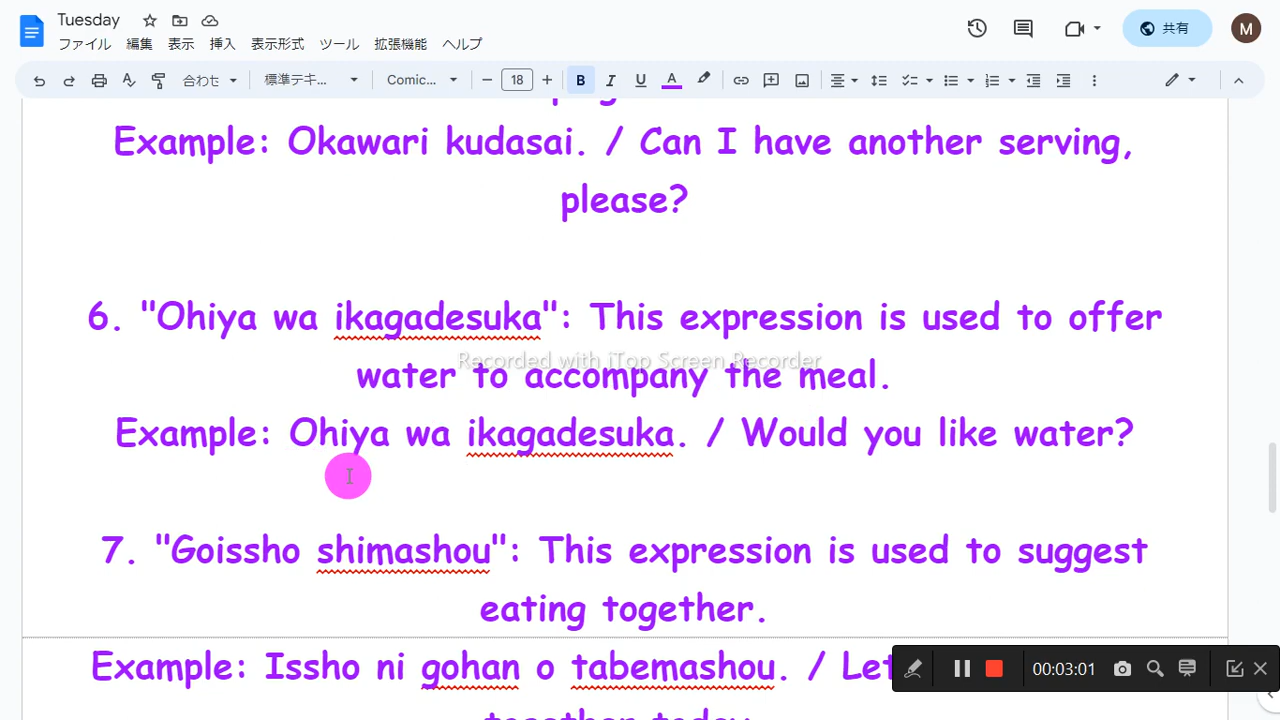 Tuesday
ファイル 編集 表示 挿入 表示形式 ツール 拡張機能 ヘルプ
共有
M
合わせ 標準テキ... Comic... 18 B I U A
Example: Okawari kudasai. / Can I have another serving,
please?
6. "Ohiya wa ikagadesuka": This expression is used to offer
Recorded with iTop Screen Recorder
water to accompany the meal.
Example: Ohiya wa ikagadesuka. / Would you like water?
7. "Goissho shimashou": This expression is used to suggest
eating together.
Example: Issho ni gohan o tabemashou. / Let
00:03:01
together today